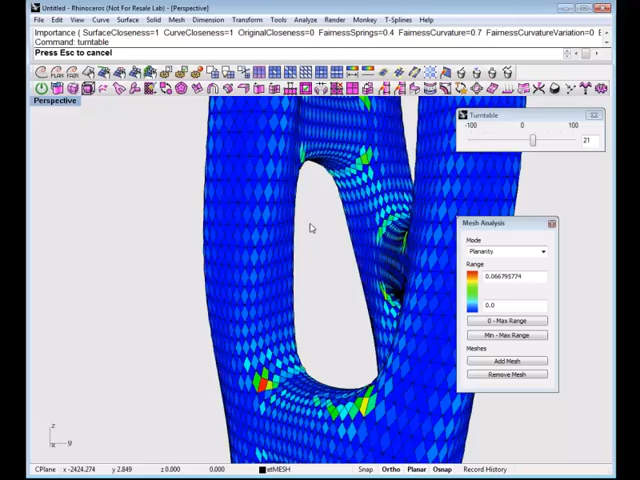 Untitled - Rhinoceros (Not For Resale Lab) - [Perspective]
File Edit View Curve Surface Solid Mesh Dimension Transform Tools Analyze Render Monkey T-Splines Help
Importance ( SurfaceCloseness=1 CurveCloseness=1 OriginalCloseness=0 FairnessSprings=0.4 FairnessCurvature=0.7 FairnessCurvatureVariation=0
Command: turntable
Press Esc to cancel
Perspective
Turntable
-100 0 100
21
Mesh Analysis
Mode
Planarity
Range
0.066795774
0.0
0 - Max Range
Min - Max Range
Meshes
Add Mesh
Remove Mesh
z
y
x
CPlane x -2424.274 y 2.849 z 0.000 0.000 etMESH Snap Ortho Planar Osnap Record History